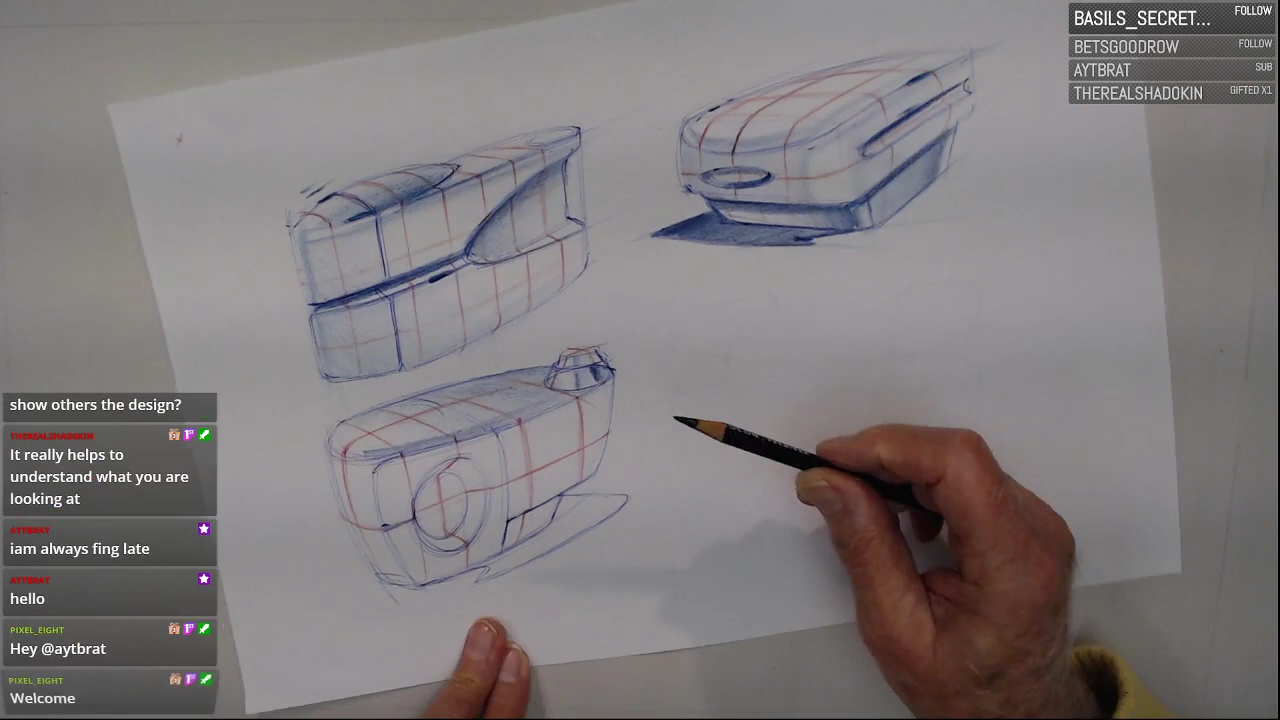 BASILS_SECRET... FOLLOW
BETSGOODROW FOLLOW
AYTBRAT SUB
THEREALSHADOKIN GIFTED X1
show others the design?
THEREALSHADOKIN
It really helps to
understand what you are
looking at
AYTBRAT
iam always fing late
AYTBRAT
hello
PIXEL_EIGHT
Hey @aytbrat
PIXEL_EIGHT
Welcome